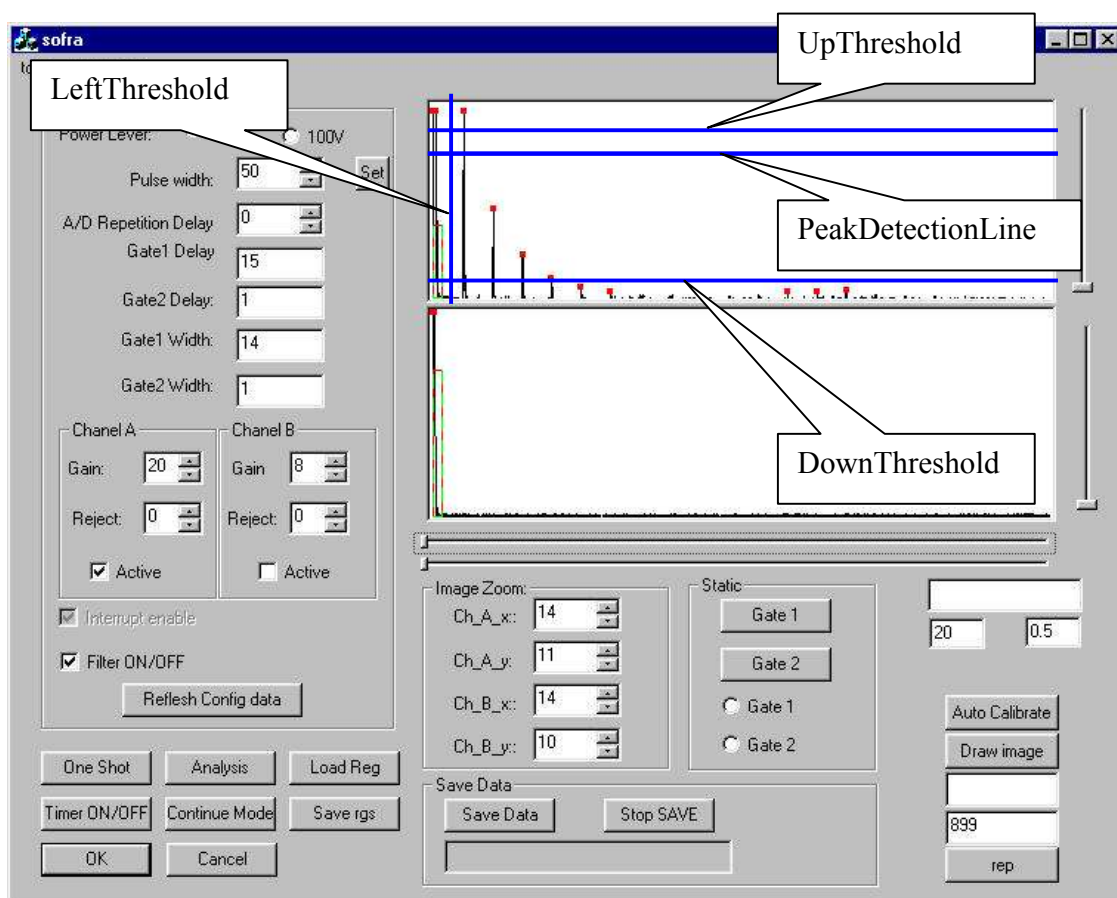 sofra
UpThreshold
LeftThreshold
Power Lever:
100V
Pulse width:
50
Set
A/D Repetition Delay
0
Gate1 Delay
15
Gate2 Delay:
1
Gate1 Width:
14
Gate2 Width:
1
PeakDetectionLine
DownThreshold
Chanel A
Gain:
20
Reject:
0
Active
Chanel B
Gain
8
Reject:
0
Active
Interrupt enable
Filter ON/OFF
Reflesh Config data
One Shot
Analysis
Load Reg
Timer ON/OFF
Continue Mode
Save rgs
OK
Cancel
Image Zoom:
Ch_A_x::
14
Ch_A_y:
11
Ch_B_x::
14
Ch_B_y::
10
Static
Gate 1
Gate 2
Gate 1
Gate 2
Save Data
Save Data
Stop SAVE
20
0.5
Auto Calibrate
Draw image
899
rep